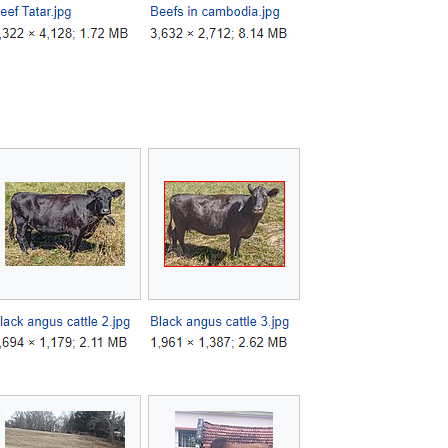 eef Tatar.jpg
,322 × 4,128; 1.72 MB
Beefs in cambodia.jpg
3,632 × 2,712; 8.14 MB
lack angus cattle 2.jpg
,694 × 1,179; 2.11 MB
Black angus cattle 3.jpg
1,961 × 1,387; 2.62 MB